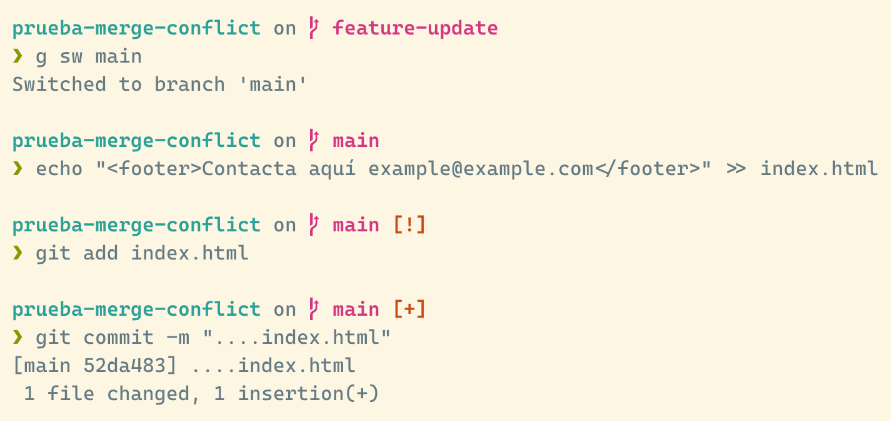 prueba-merge-conflict on feature-update
❯ g sw main
Switched to branch 'main'
prueba-merge-conflict on main
❯ echo "<footer>Contacta aquí example@example.com</footer>" >> index.html
prueba-merge-conflict on main [!]
❯ git add index.html
prueba-merge-conflict on main [+]
❯ git commit -m "....index.html"
[main 52da483] ....index.html
1 file changed, 1 insertion(+)